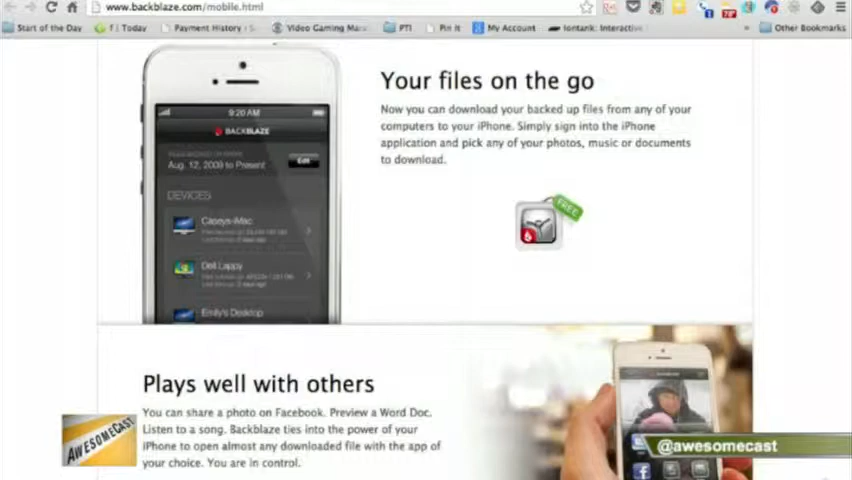 www.backblaze.com/mobile.html
Start of the Day
Today
Payment History
Video Gaming Man
PTI
Pin It
My Account
Iontank: Interactive
Other Bookmarks
Your files on the go
Now you can download your backed up files from any of your
computers to your iPhone. Simply sign into the iPhone
application and pick any of your photos, music or documents
to download.
9:20 AM
BACKBLAZE
Aug. 12, 2009 to Present
Edit
DEVICES
Caseys-iMac
Dell Lappy
Emily's Desktop
FREE
Plays well with others
You can share a photo on Facebook. Preview a Word Doc.
Listen to a song. Backblaze ties into the power of your
iPhone to open almost any downloaded file with the app of
your choice. You are in control.
AWESOMECAST
@awesomecast